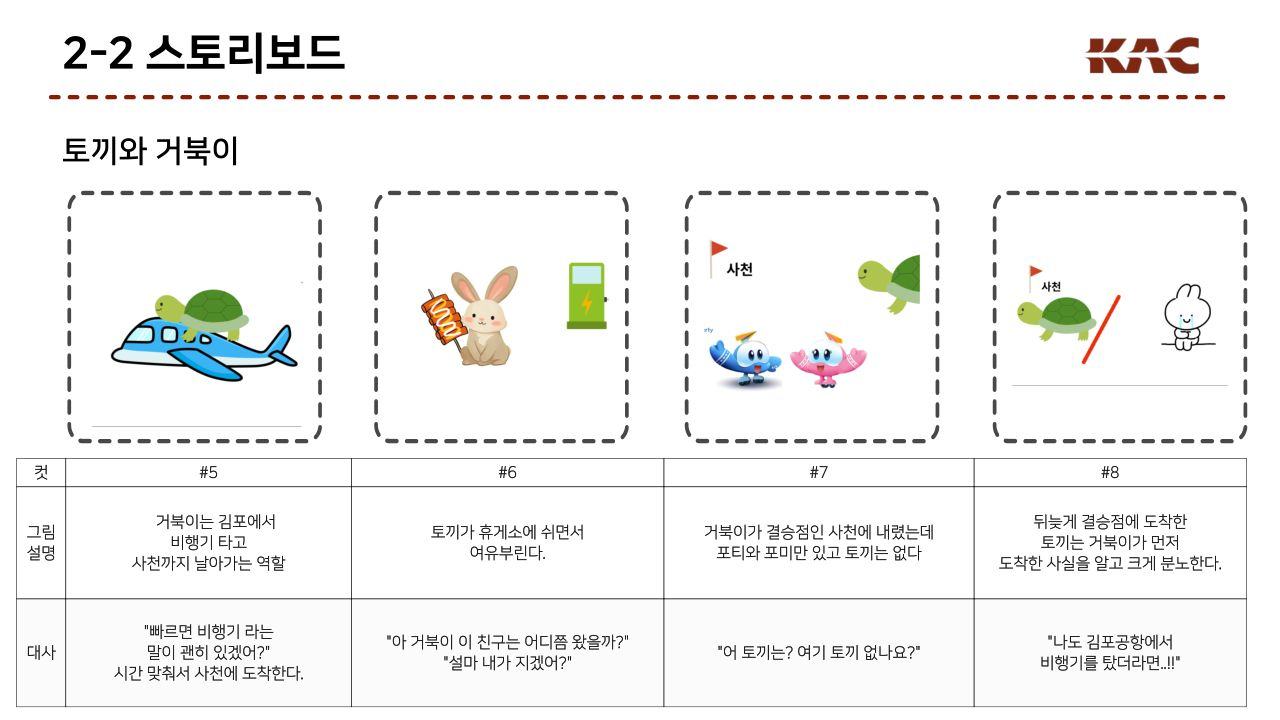 2-2 스토리보드
KAC
토끼와 거북이
사천
사천
컷
#5
#6
#7
#8
그림
설명
거북이는 김포에서
비행기 타고
사천까지 날아가는 역할
토끼가 휴게소에 쉬면서
여유부린다.
거북이가 결승점인 사천에 내렸는데
포티와 포미만 있고 토끼는 없다
뒤늦게 결승점에 도착한
토끼는 거북이가 먼저
도착한 사실을 알고 크게 분노한다.
대사
"빠르면 비행기 라는
말이 괜히 있겠어?"
시간 맞춰서 사천에 도착한다.
"아 거북이 이 친구는 어디쯤 왔을까?"
"설마 내가 지겠어?"
"어 토끼는? 여기 토끼 없나요?"
"나도 김포공항에서
비행기를 탔더라면..!!"